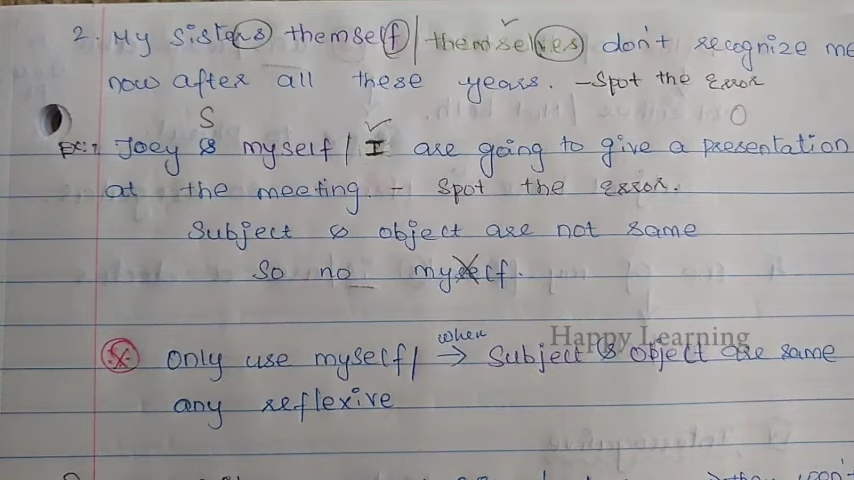 2. My sisters themself / themselves don't recognize me
now after all these years. - Spot the Error
S O
Ex:- Joey & myself / I are going to give a presentation
at the meeting. - Spot the Error.
Subject & object are not same
So no myself.
Happy Learning
when
Only use myself / → Subject & object are same
any reflexive